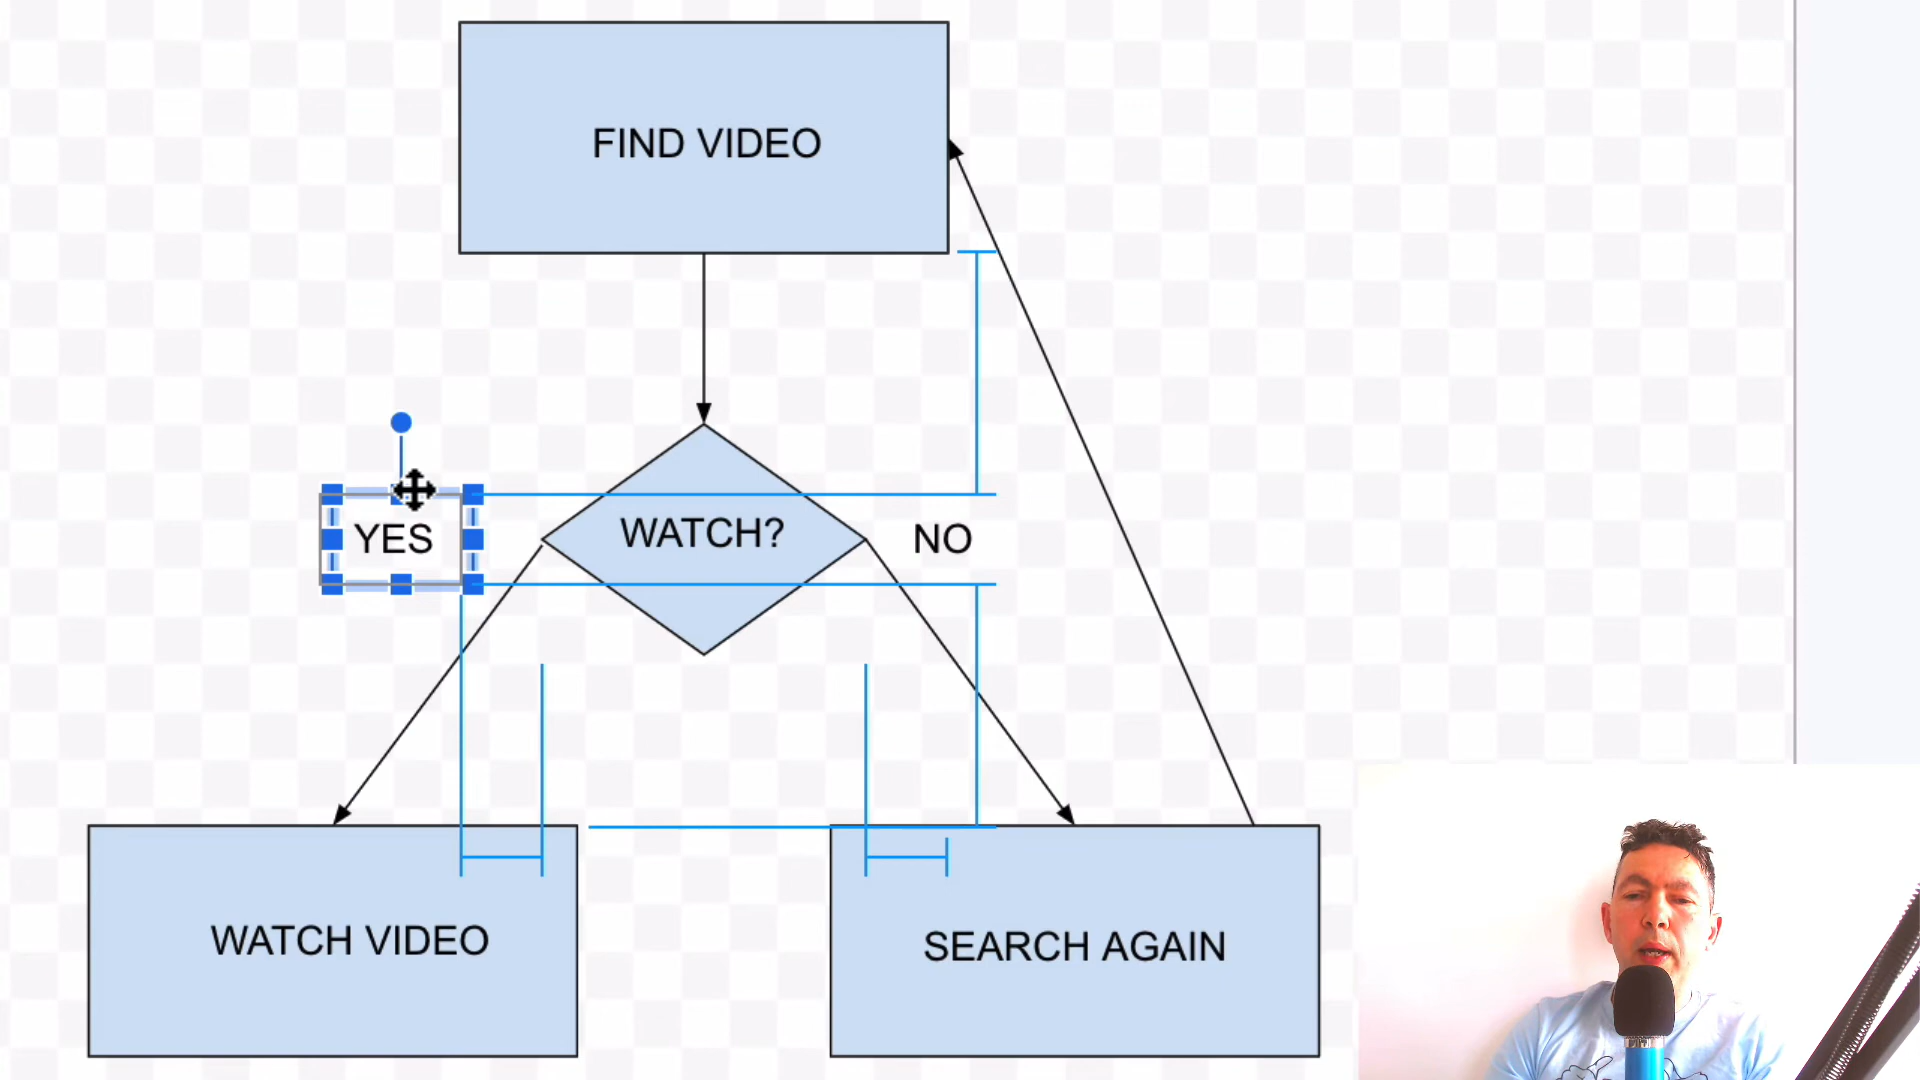 FIND VIDEO
YES
WATCH?
NO
WATCH VIDEO
SEARCH AGAIN